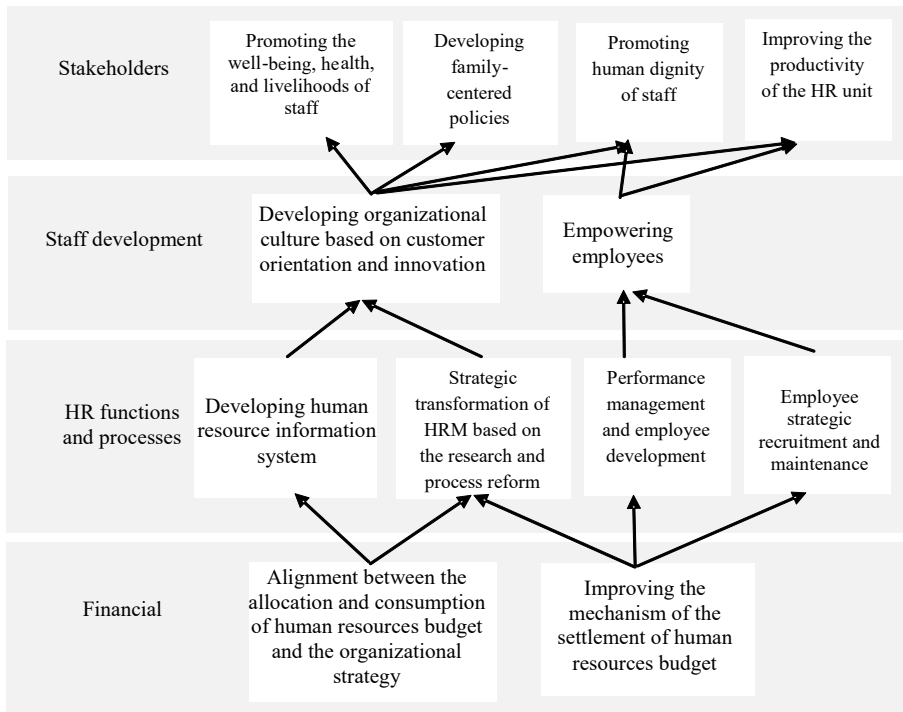 Stakeholders
Promoting the
well-being, health,
and livelihoods of
staff
Developing
family-
centered
policies
Promoting
human dignity
of staff
Improving the
productivity
of the HR unit
Staff development
Developing organizational
culture based on customer
orientation and innovation
Empowering
employees
HR functions
and processes
Developing human
resource information
system
Strategic
transformation of
HRM based on
the research and
process reform
Performance
management
and employee
development
Employee
strategic
recruitment and
maintenance
Financial
Alignment between the
allocation and consumption
of human resources budget
and the organizational
strategy
Improving the
mechanism of the
settlement of human
resources budget